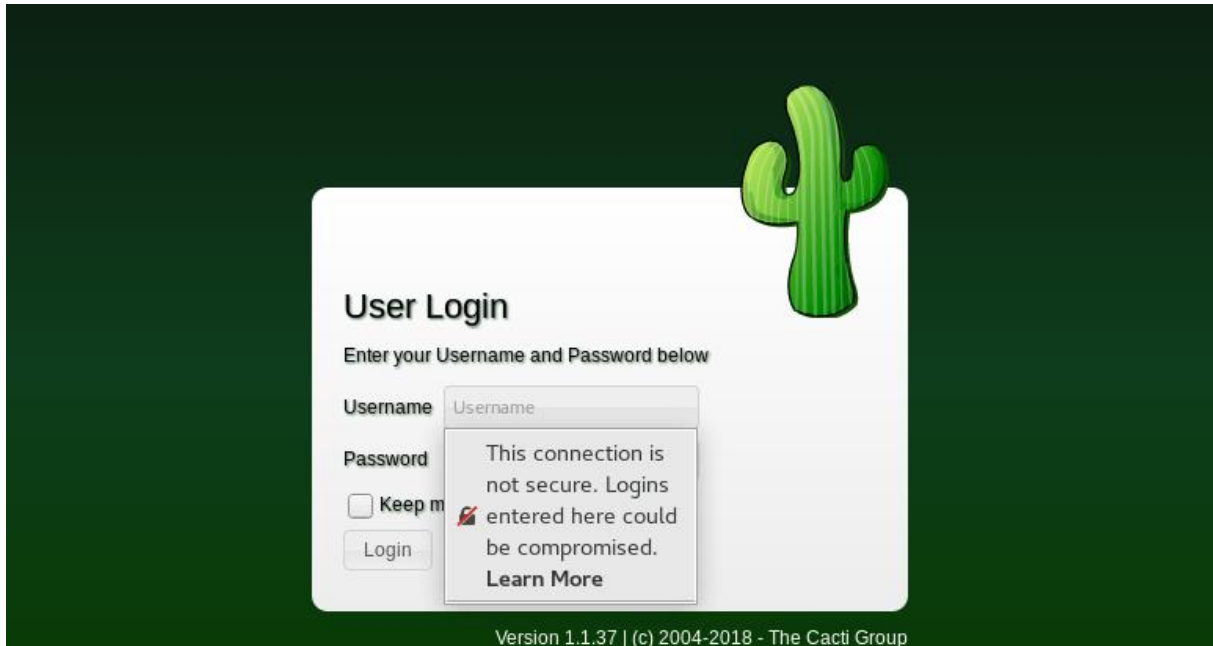 User Login
Enter your Username and Password below
Username Username
Password
This connection is
not secure. Logins
Keep m
entered here could
be compromised.
Login
Learn More
Version 1.1.37 | (c) 2004-2018 - The Cacti Group